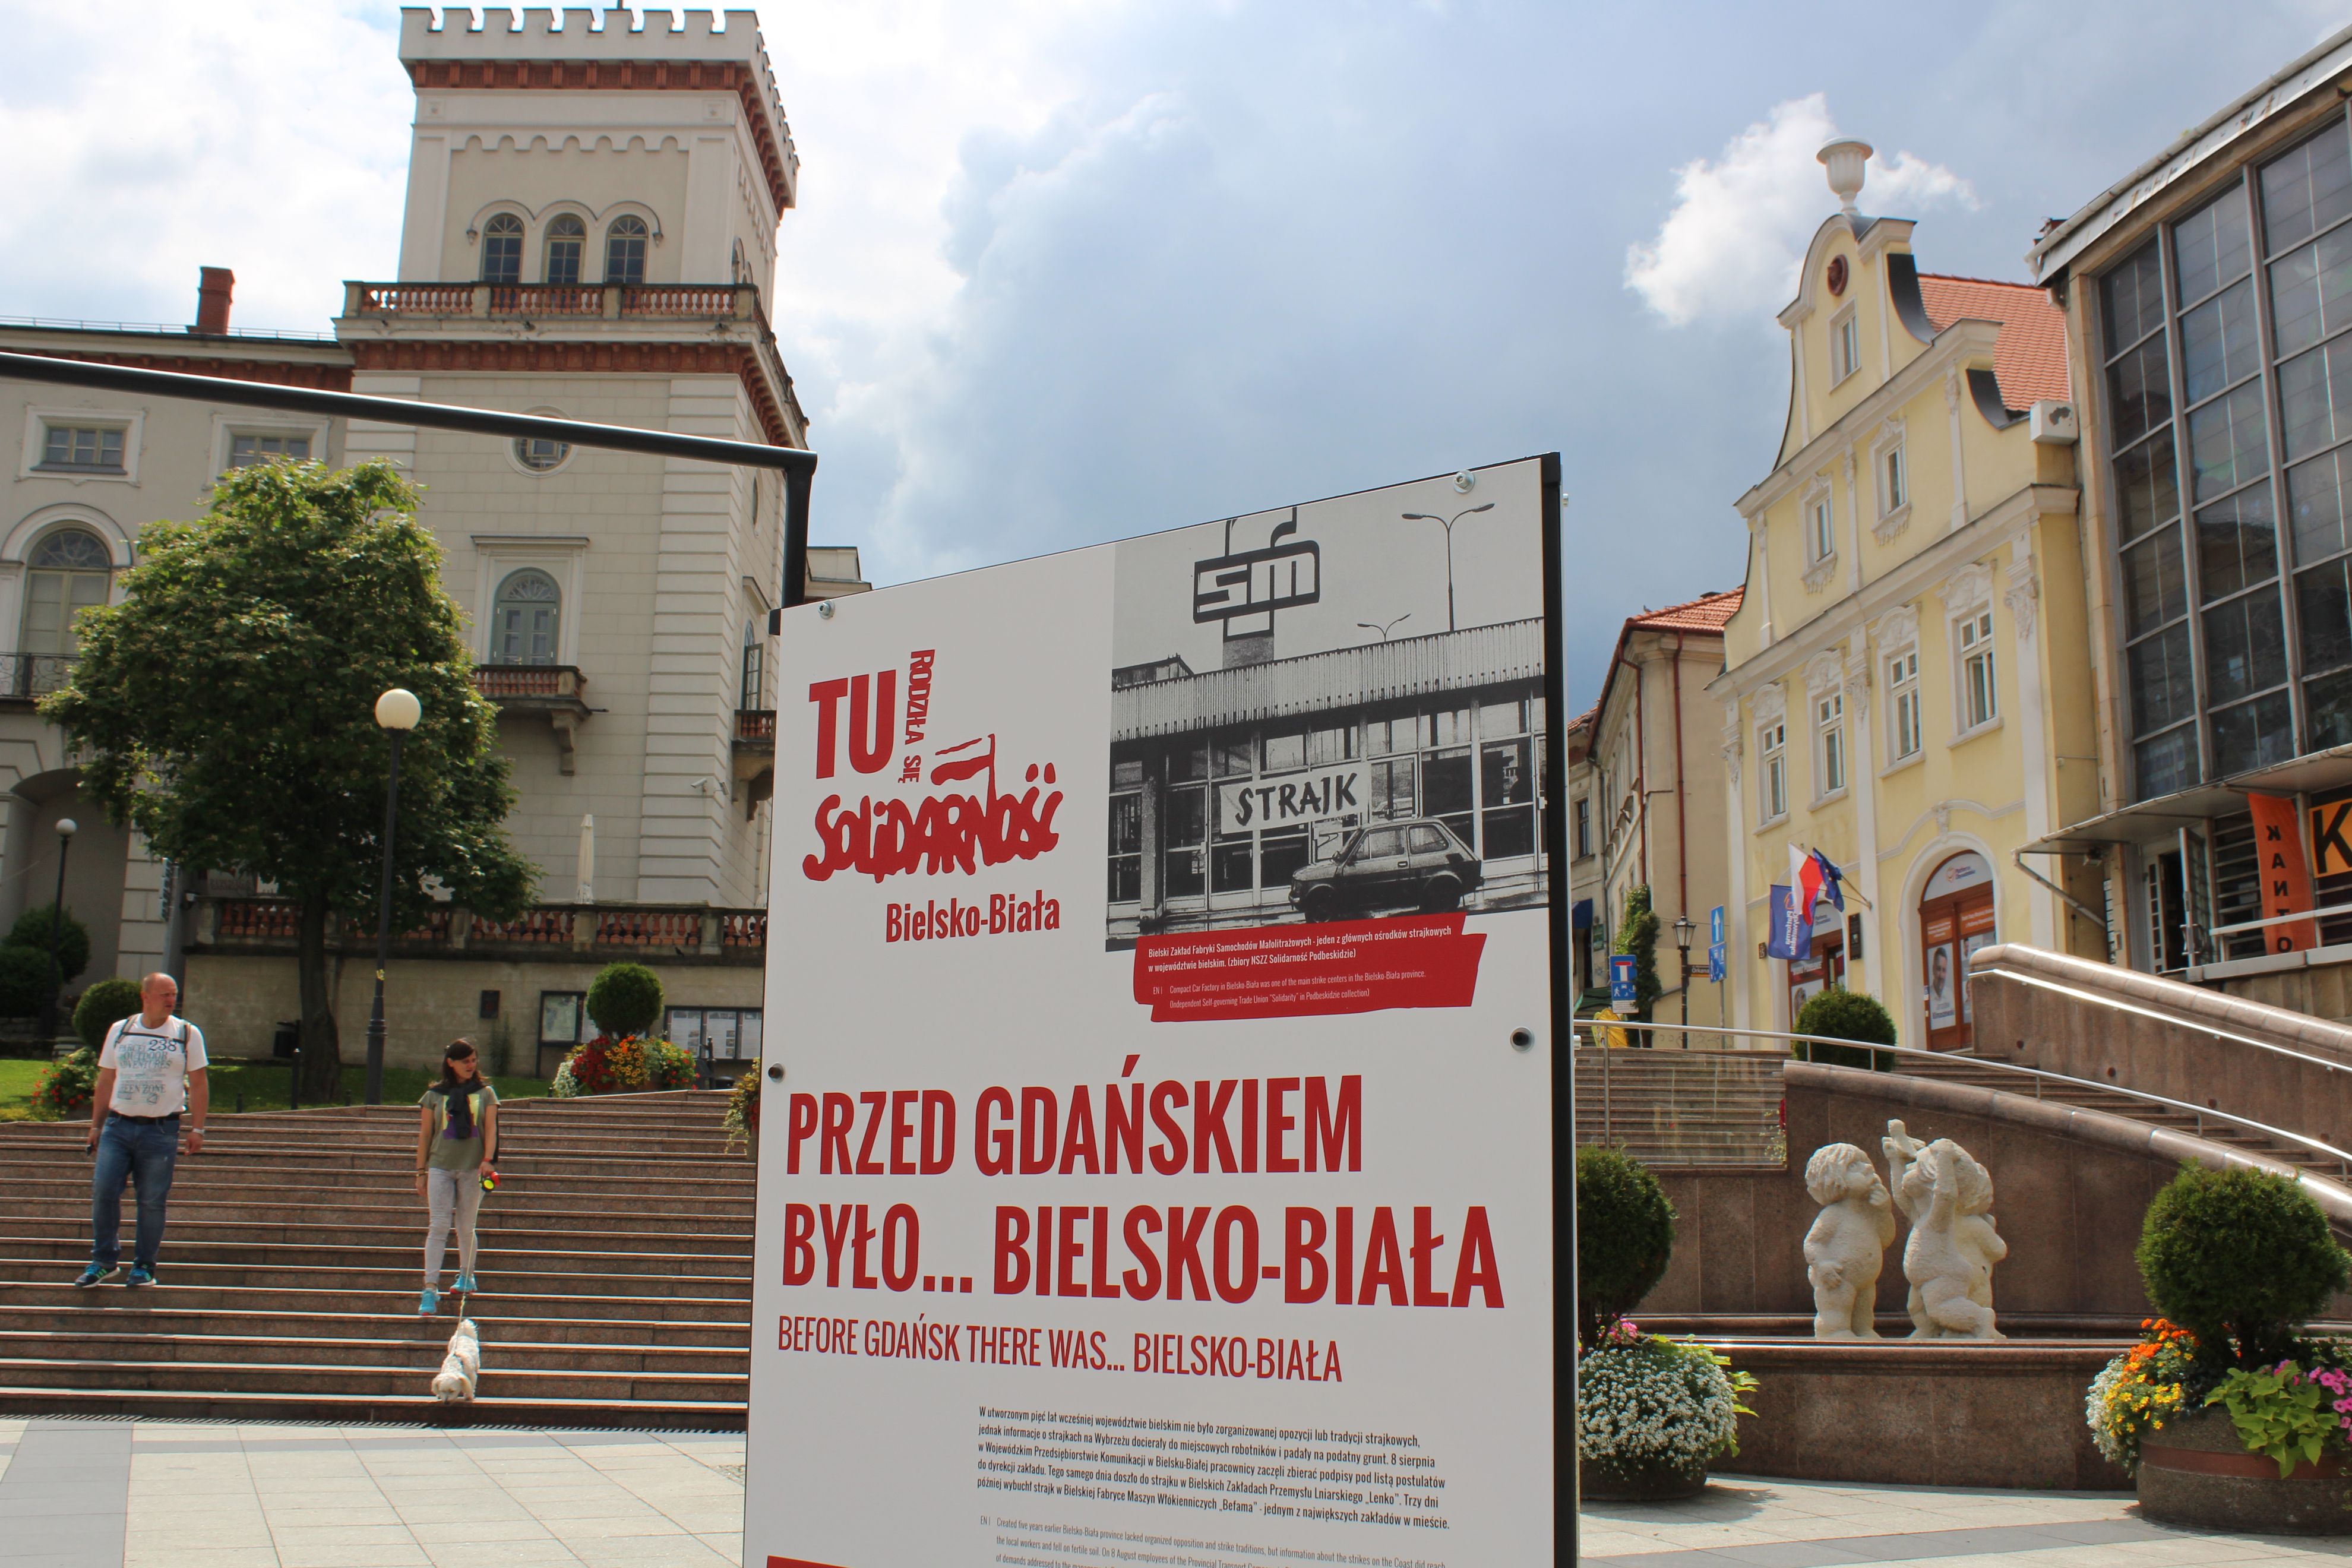 TU
RODZIŁA SIĘ
SOLIDARNOŚĆ
Bielsko-Biała
SM
STRAJK
Bielski Zakład Fabryki Samochodów Małolitrażowych - jeden z głównych ośrodków strajkowych
w województwie bielskim. (zbiory NSZZ Solidarność Podbeskidzie)
EN | Compact Car Factory in Bielsko-Biała was one of the main strike centers in the Bielsko-Biała province.
(Independent Self-governing Trade Union "Solidarity" in Podbeskidzie collection)
PRZED GDAŃSKIEM
BYŁO... BIELSKO-BIAŁA
BEFORE GDAŃSK THERE WAS... BIELSKO-BIAŁA
W utworzonym pięć lat wcześniej województwie bielskim nie było zorganizowanej opozycji lub tradycji strajkowych,
jednak informacje o strajkach na Wybrzeżu docierały do miejscowych robotników i padały na podatny grunt. 8 sierpnia
w Wojewódzkim Przedsiębiorstwie Komunikacji w Bielsku-Białej pracownicy zaczęli zbierać podpisy pod listą postulatów
do dyrekcji zakładu. Tego samego dnia doszło do strajku w Bielskich Zakładach Przemysłu Lniarskiego „Lenko”. Trzy dni
później wybuchł strajk w Bielskiej Fabryce Maszyn Włókienniczych „Befama” - jednym z największych zakładów w mieście.
EN | Created five years earlier Bielsko-Biała province lacked organized opposition and strike traditions, but information about the strikes on the Coast did reach
the local workers and fell on fertile soil. On 8 August employees of the Provincial Transport
of demands addressed to the
238
OUTDOOR
KANTO
K